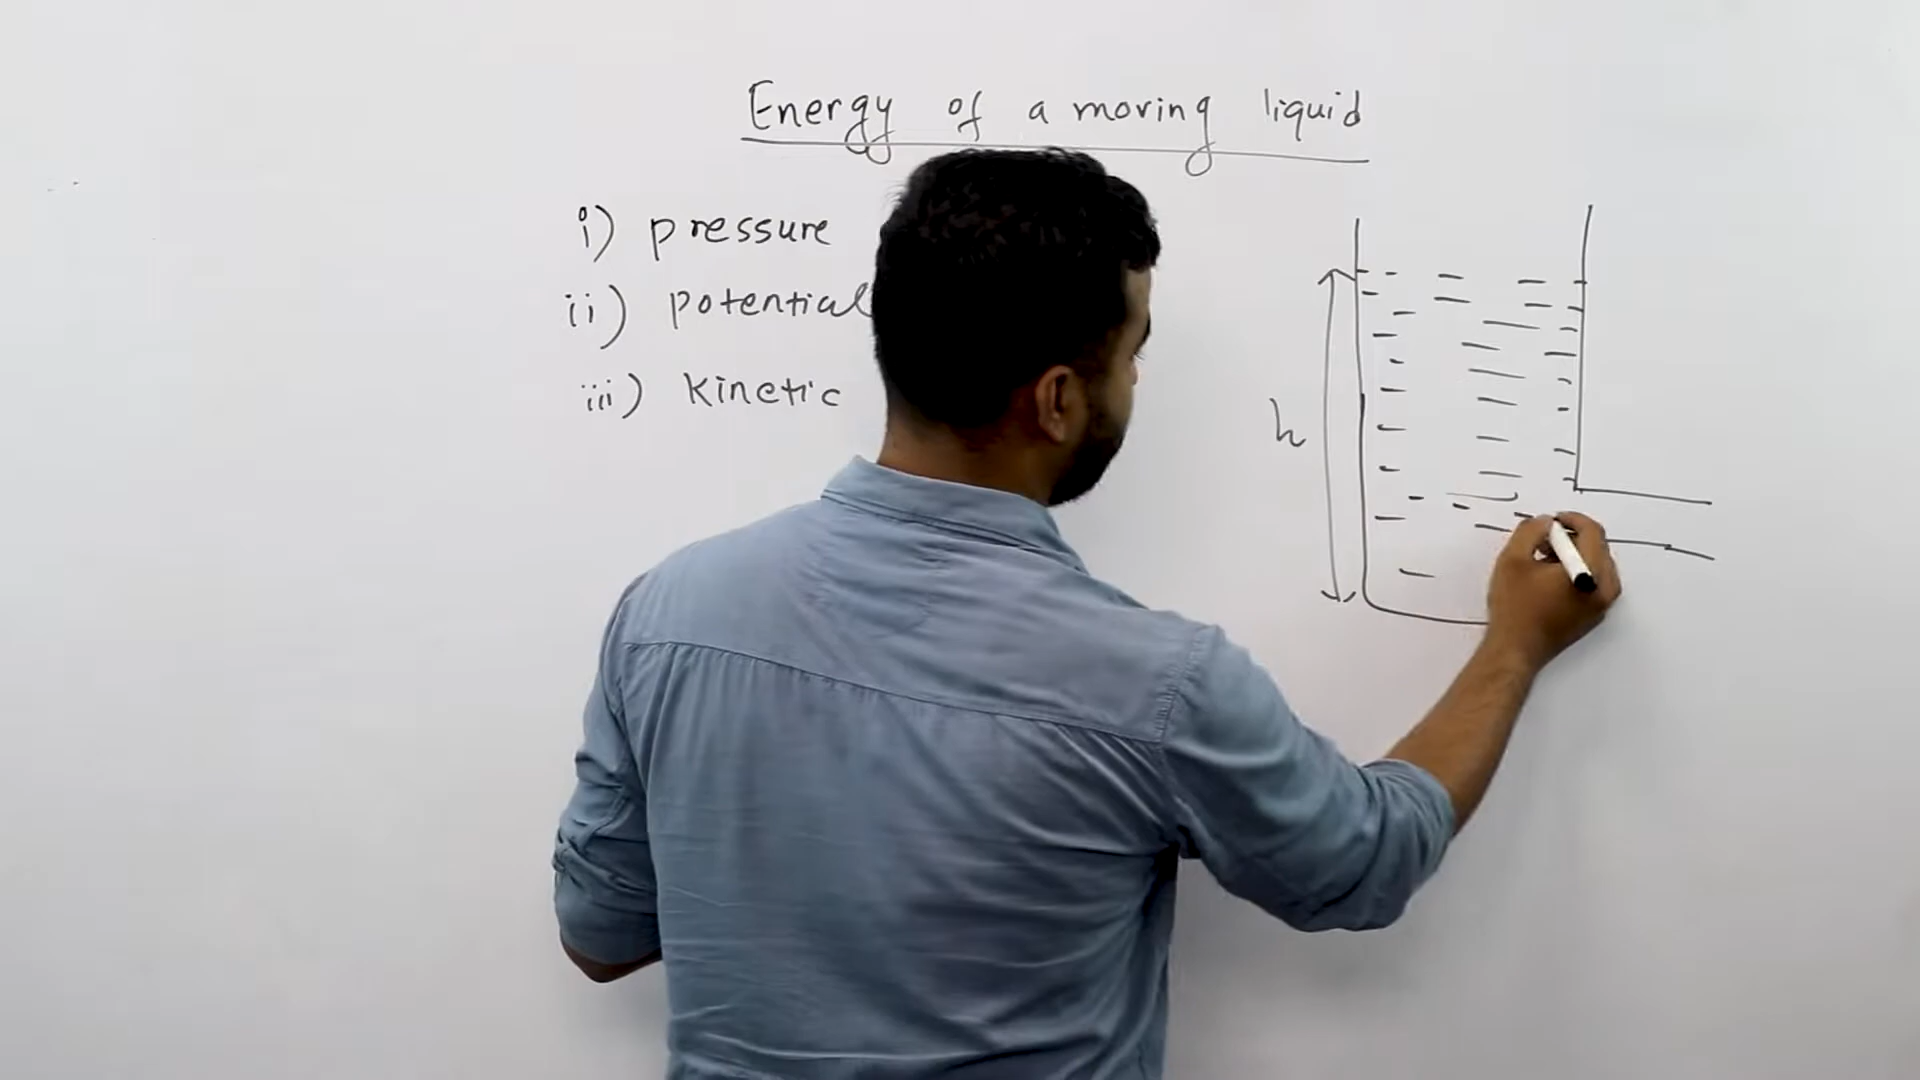 Energy of a moving liquid
i) pressure
ii) potential
iii) kinetic
h